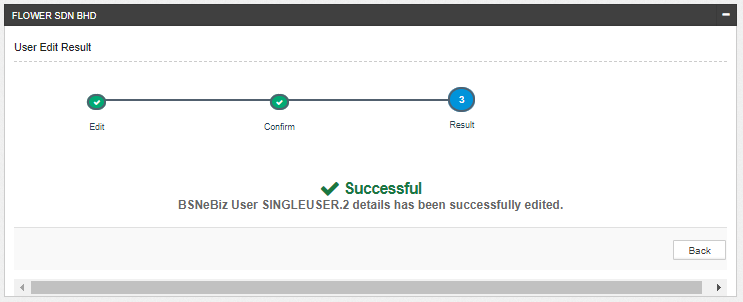 FLOWER SDN BHD
User Edit Result
3
Edit
Confirm
Result
Successful
BSNeBiz User SINGLEUSER.2 details has been successfully edited.
Back